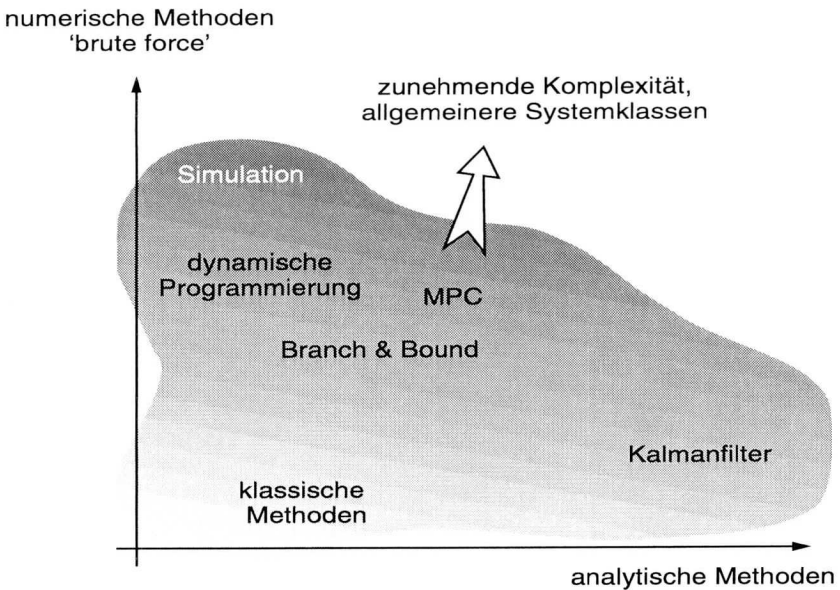 numerische Methoden
‘brute force’
zunehmende Komplexität,
allgemeinere Systemklassen
Simulation
dynamische
Programmierung
MPC
Branch & Bound
Kalmanfilter
klassische
Methoden
analytische Methoden